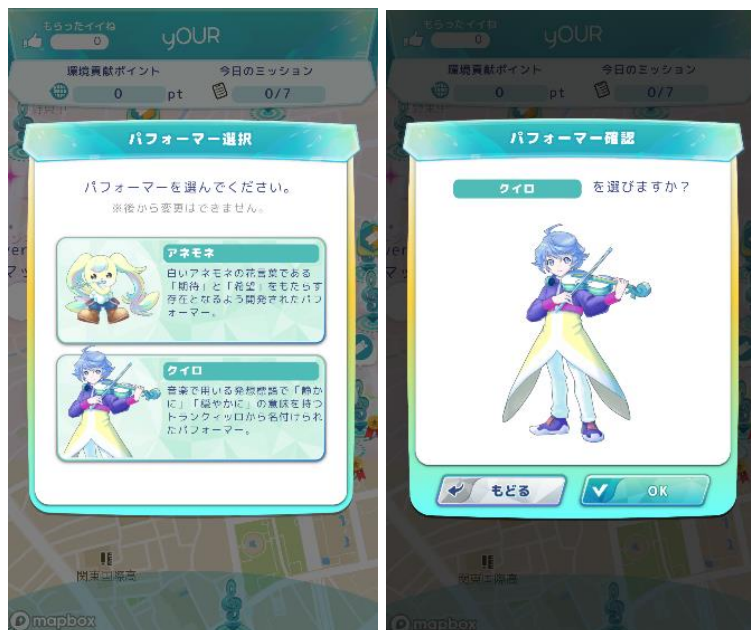 もらったイイね
0
yOUR
環境貢献ポイント
今日のミッション
0 pt
0/7
パフォーマー選択
パフォーマーを選んでください。
※後から変更はできません。
アネモネ
白いアネモネの花言葉である
「期待」と「希望」をもたらす
存在となるよう開発されたパフ
ォーマー。
クイロ
音楽で用いる発想標語で「静か
に」「穏やかに」の意味を持つ
トランクィッロから名付けられ
たパフォーマー。
関東国際高
mapbox
もらったイイね
0
yOUR
環境貢献ポイント
今日のミッション
0 pt
0/7
パフォーマー確認
クイロ を選びますか？
もどる
OK
関東国際高
mapbox